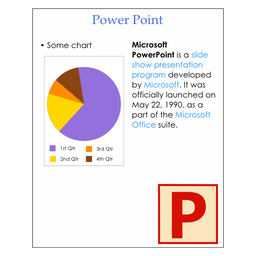 Power Point
• Some chart
1st Qtr
3rd Qtr
2nd Qtr
4th Qtr
Microsoft
PowerPoint is a slide
show presentation
program developed
by Microsoft. It was
officially launched on
May 22, 1990, as a
part of the Microsoft
Office suite.
P